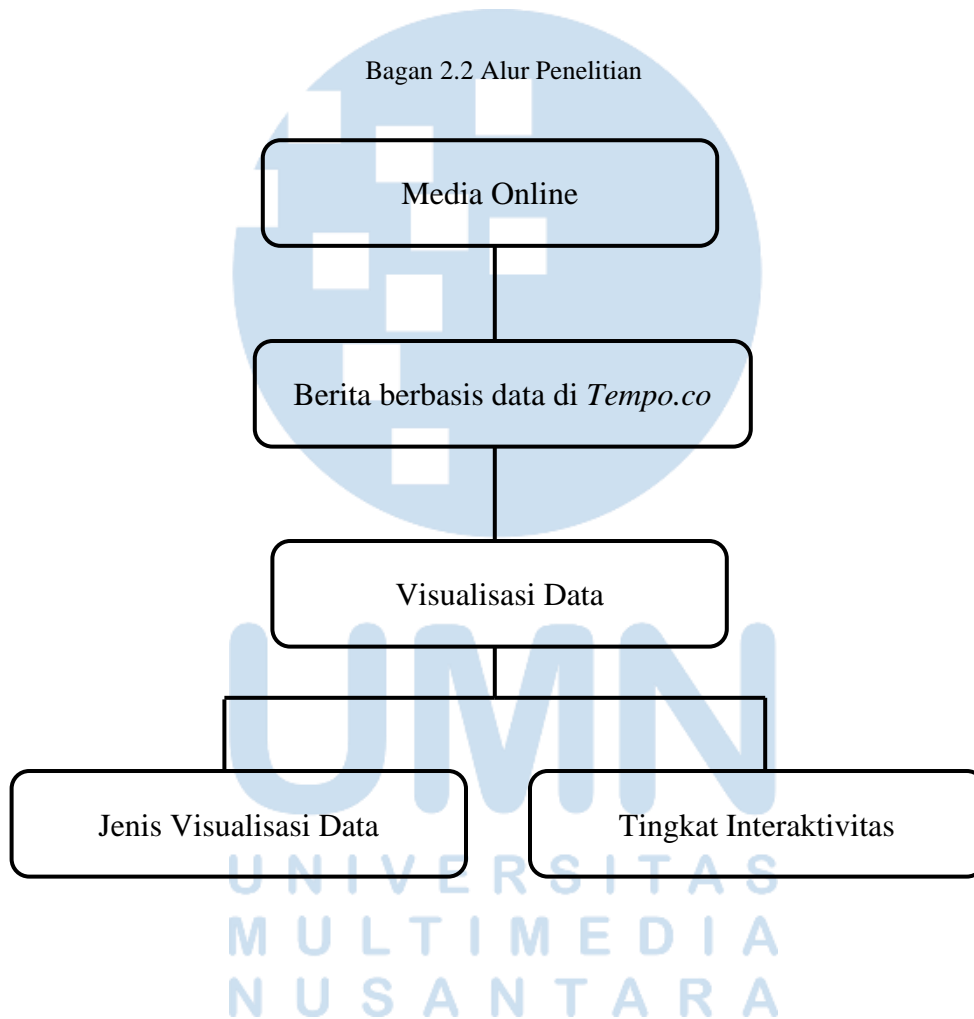 Bagan 2.2 Alur Penelitian
Media Online
Berita berbasis data di Tempo.co
Visualisasi Data
UMN
Jenis Visualisasi Data
Tingkat Interaktivitas
UNIVERSITAS
MULTIMEDIA
NUSANTARA